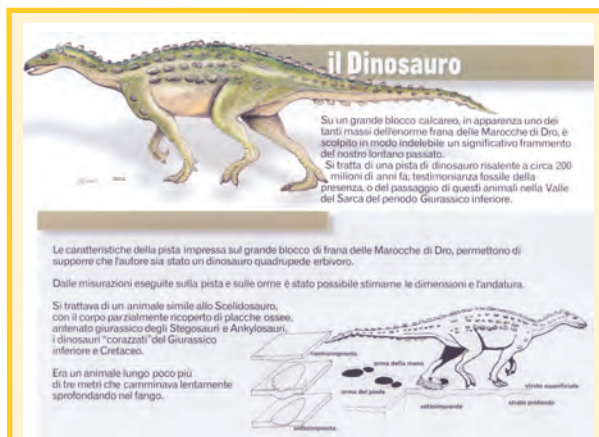 il Dinosauro
Su un grande blocco calcareo, in apparenza uno dei
tanti massi dell'enorme frana delle Marocche di Dro, è
scolpito in modo indelebile un significativo frammento
del nostro lontano passato.
Si tratta di una pista di dinosauro risalente a circa 200
milioni di anni fa; testimonianza fossile della
presenza, o del passaggio di questi animali nella Valle
del Sarca del periodo Giurassico inferiore.
Le caratteristiche della pista impressa sul grande blocco di frana delle Marocche di Dro, permettono di
supporre che l'autore sia stato un dinosauro quadrupede erbivoro.
Dalle misurazioni eseguite sulla pista e sulle orme è stato possibile stimarne le dimensioni e l'andatura.
Si trattava di un animale simile allo Scelidosauro,
con il corpo parzialmente ricoperto di placche ossee,
antenato giurassico degli Stegosauri e Ankylosauri,
i dinosauri "corazzati" del Giurassico
inferiore e Cretaceo.
Era un animale lungo poco più
di tre metri che camminava lentamente
sprofondando nel fango.
controimpronta
orma della mano
orma del piede
sottoimpronta
strato superficiale
strato profondo
sottoimpronta